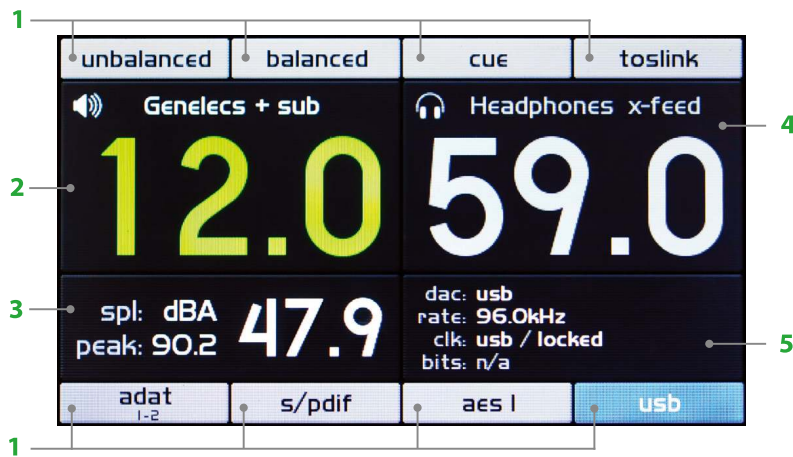 1
unbalanced
balanced
cue
toslink
Genelecs + sub
Headphones x-feed
4
12.0
59.0
2
3
spl: dBA
peak: 90.2
47.9
dac: usb
rate: 96.0kHz
clk: usb / locked
bits: n/a
5
adat
1-2
s/pdif
aes 1
usb
1